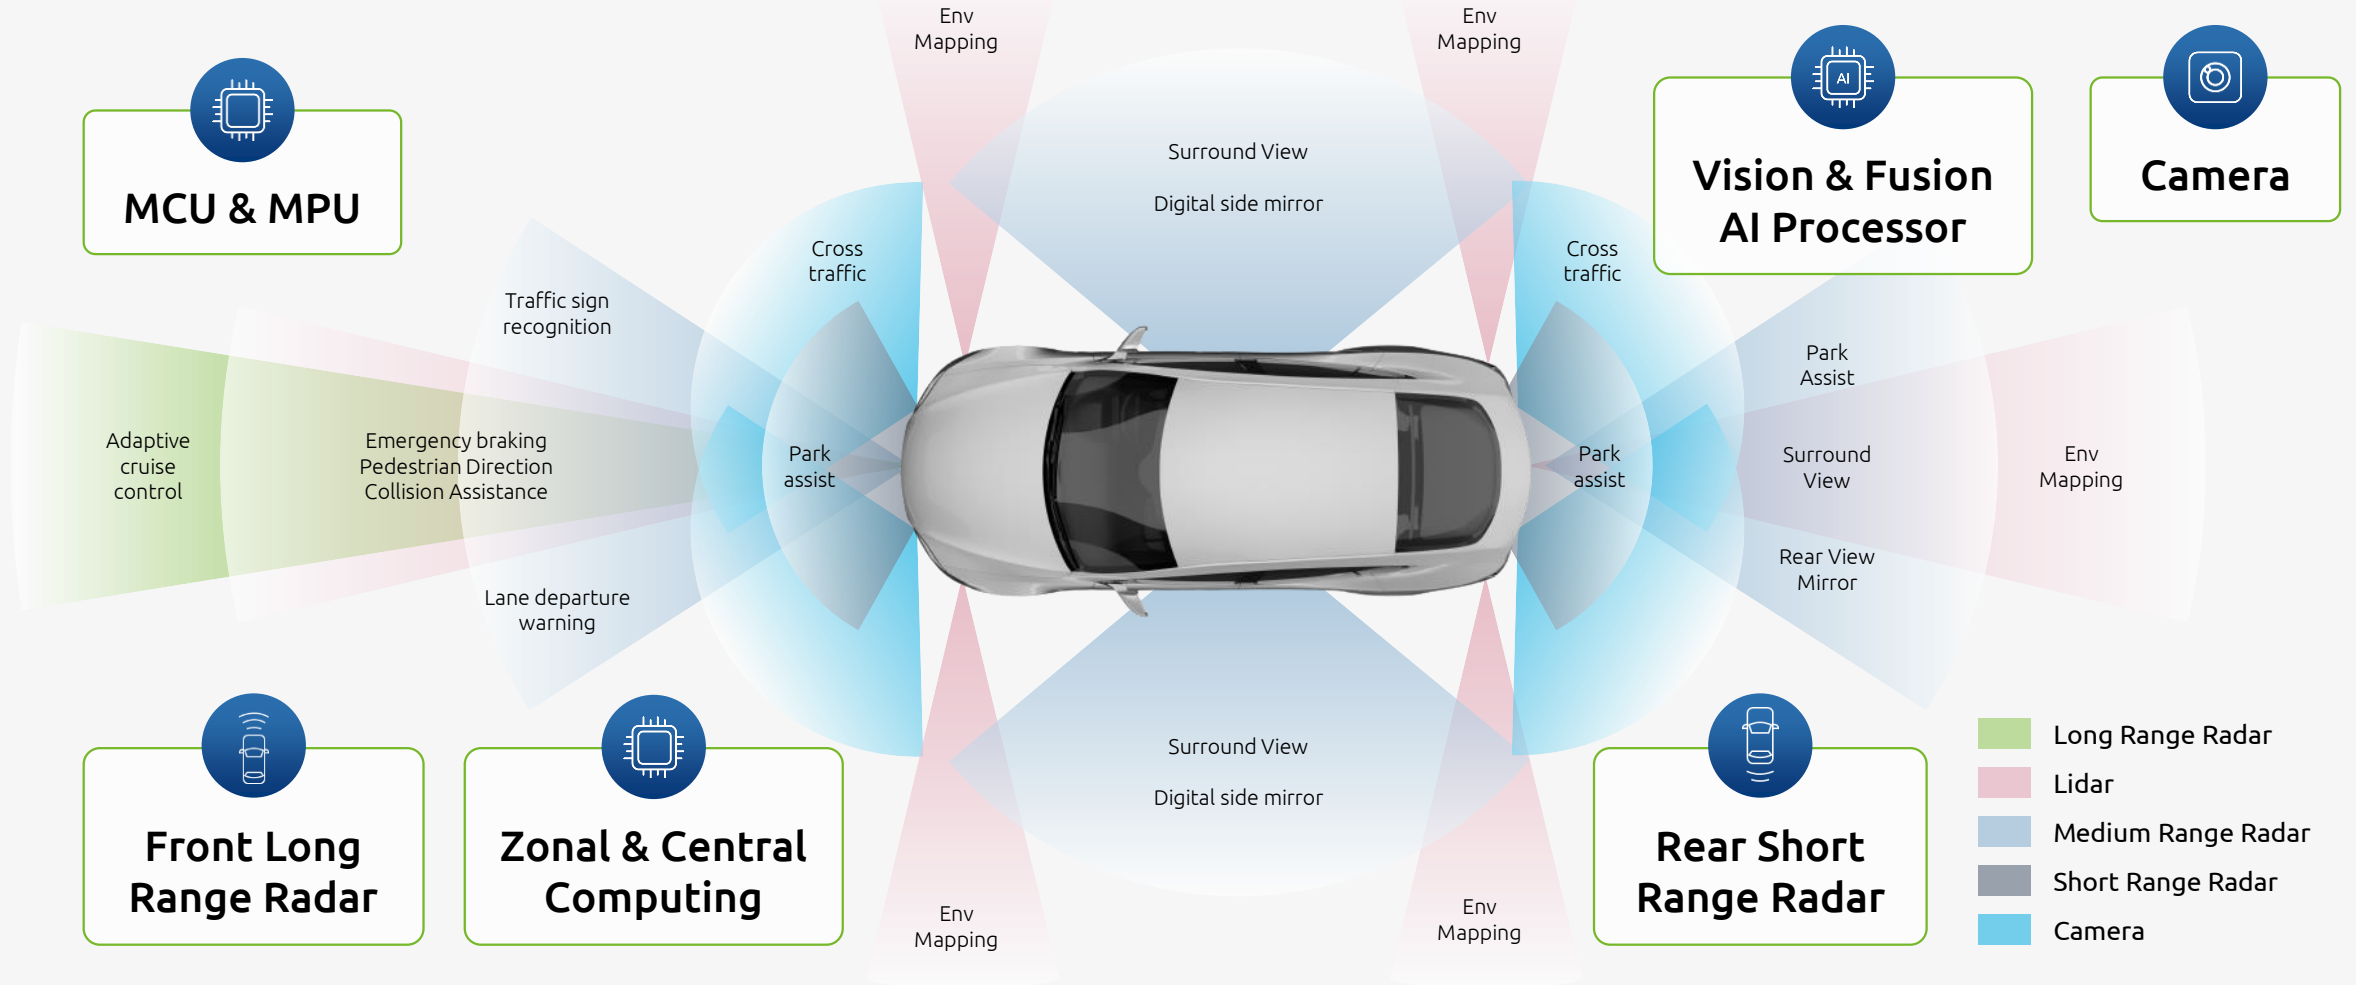 Env
Mapping
Env
Mapping
MCU & MPU
Vision & Fusion
AI Processor
AI
Camera
Surround View
Digital side mirror
Cross
traffic
Cross
traffic
Traffic sign
recognition
Park
Assist
Adaptive
cruise
control
Emergency braking
Pedestrian Direction
Collision Assistance
Park
assist
Park
assist
Surround
View
Env
Mapping
Rear View
Mirror
Lane departure
warning
Surround View
Digital side mirror
Front Long
Range Radar
Zonal & Central
Computing
Env
Mapping
Env
Mapping
Rear Short
Range Radar
Long Range Radar
Lidar
Medium Range Radar
Short Range Radar
Camera